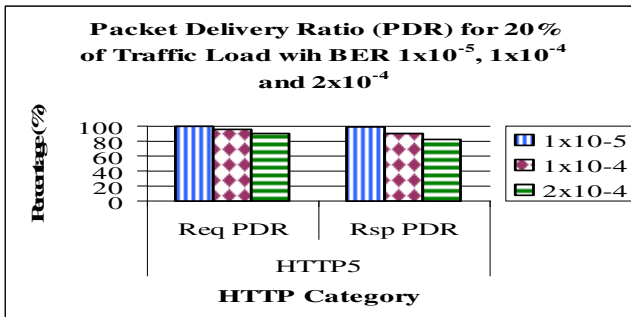 Packet Delivery Ratio (PDR) for 20%
of Traffic Load wih BER 1x10⁻⁵, 1x10⁻⁴
and 2x10⁻⁴
Percentage(%)
100
80
60
40
20
0
Req PDR
Rsp PDR
HTTP5
HTTP Category
1x10-5
1x10-4
2x10-4